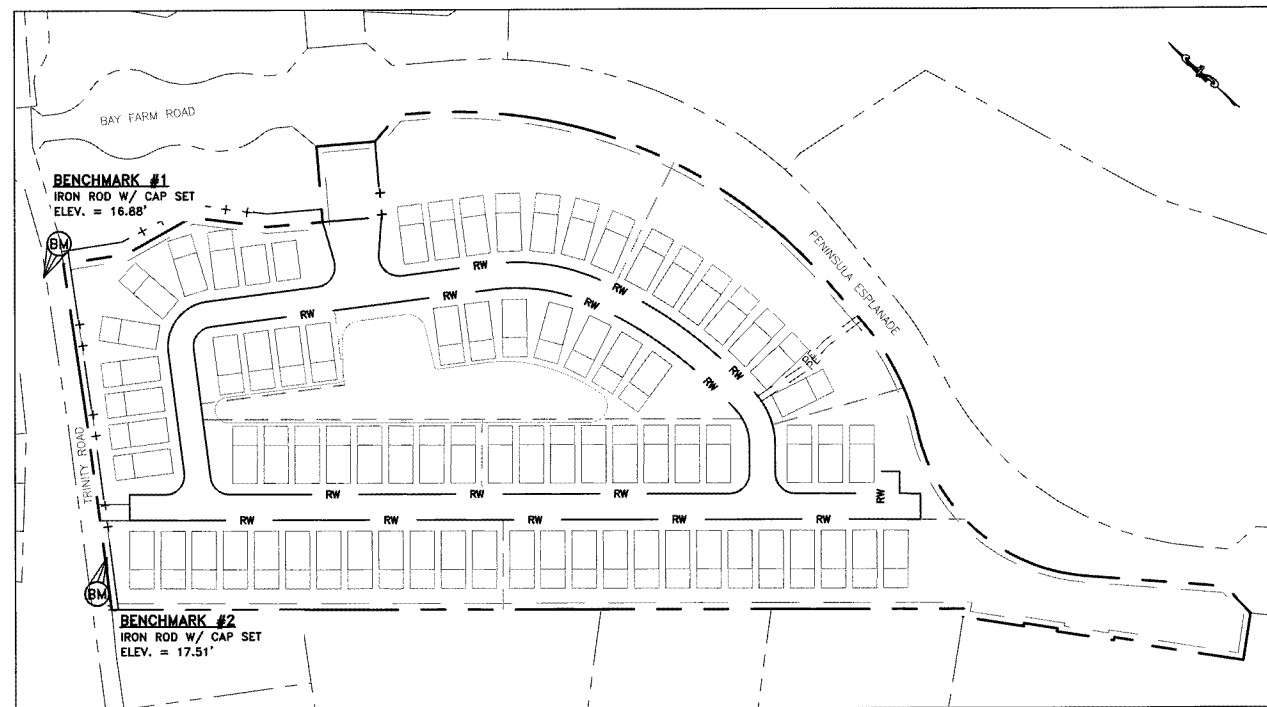 BAY FARM ROAD
BENCHMARK #1
IRON ROD W/ CAP SET
ELEV. = 16.88'
BM
PENINSULA ESPLANADE
RW
RW
RW
RW
RW
RW
RW
TRINITY ROAD
RW
RW
RW
RW
RW
RW
RW
RW
RW
BM
BENCHMARK #2
IRON ROD W/ CAP SET
ELEV. = 17.51'